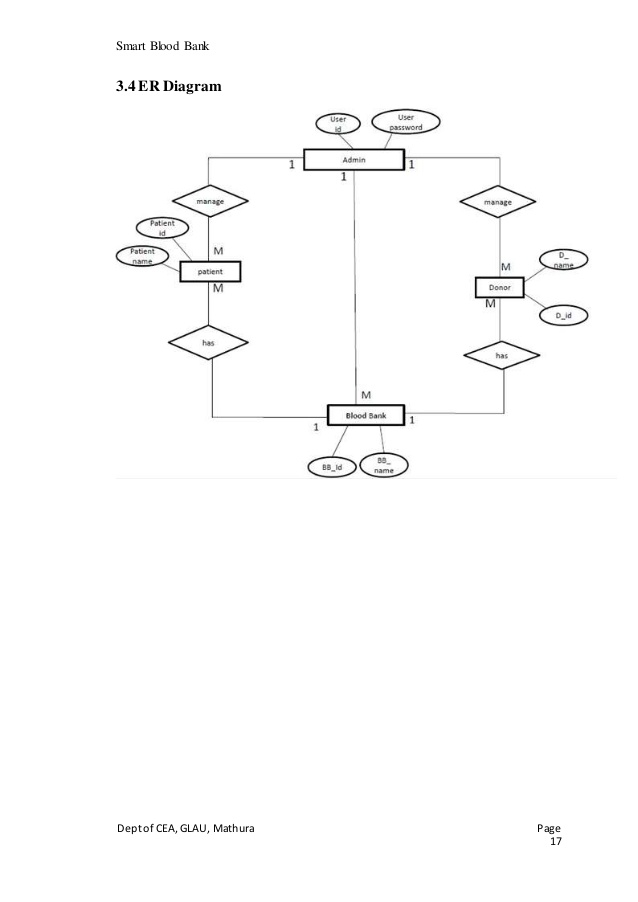 Smart Blood Bank
3.4 ER Diagram
User
id
User
password
1
Admin
1
1
manage
manage
Patient
id
Patient
name
M
patient
M
M
D_
name
Donor
M
D_id
has
has
M
Blood Bank
1
1
BB_Id
BB_
name
Dept of CEA, GLAU, Mathura
Page
17